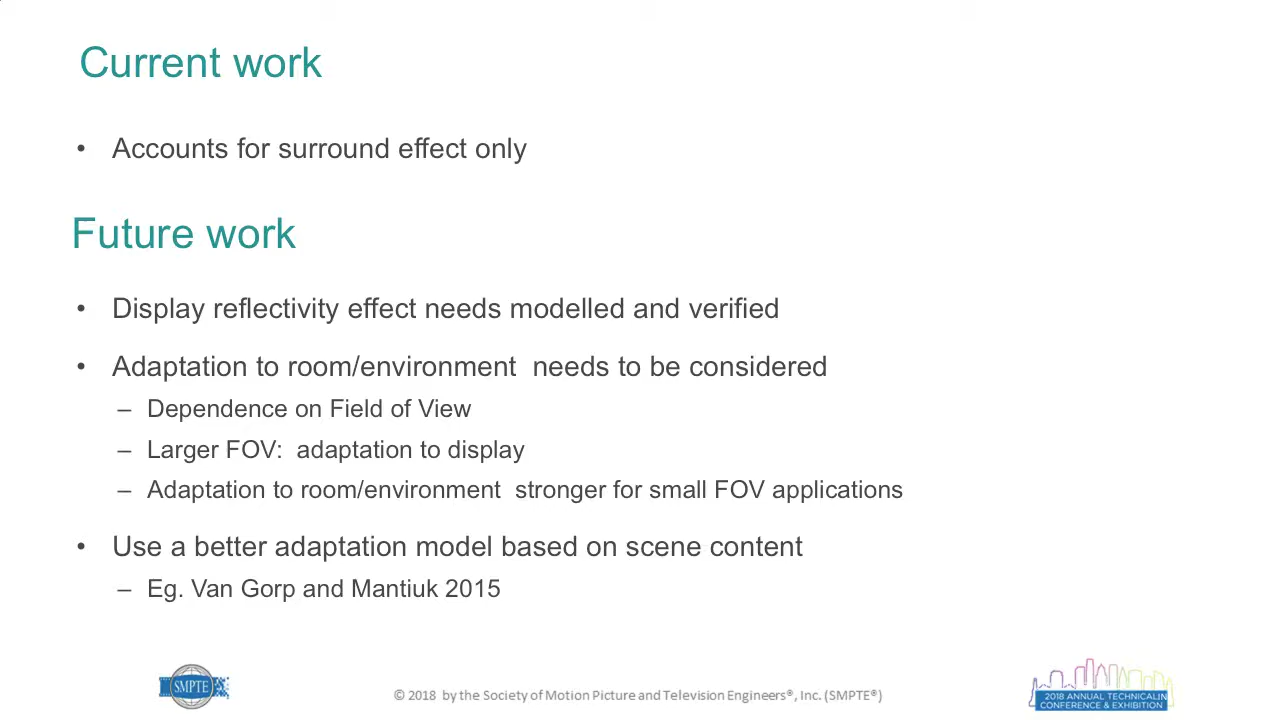 Current work
• Accounts for surround effect only
Future work
• Display reflectivity effect needs modelled and verified
• Adaptation to room/environment  needs to be considered
– Dependence on Field of View
– Larger FOV:  adaptation to display
– Adaptation to room/environment  stronger for small FOV applications
• Use a better adaptation model based on scene content
– Eg. Van Gorp and Mantiuk 2015
SMPTE
© 2018  by the Society of Motion Picture and Television Engineers®, Inc. (SMPTE®)
2018 ANNUAL TECHNICAL
CONFERENCE & EXHIBITION